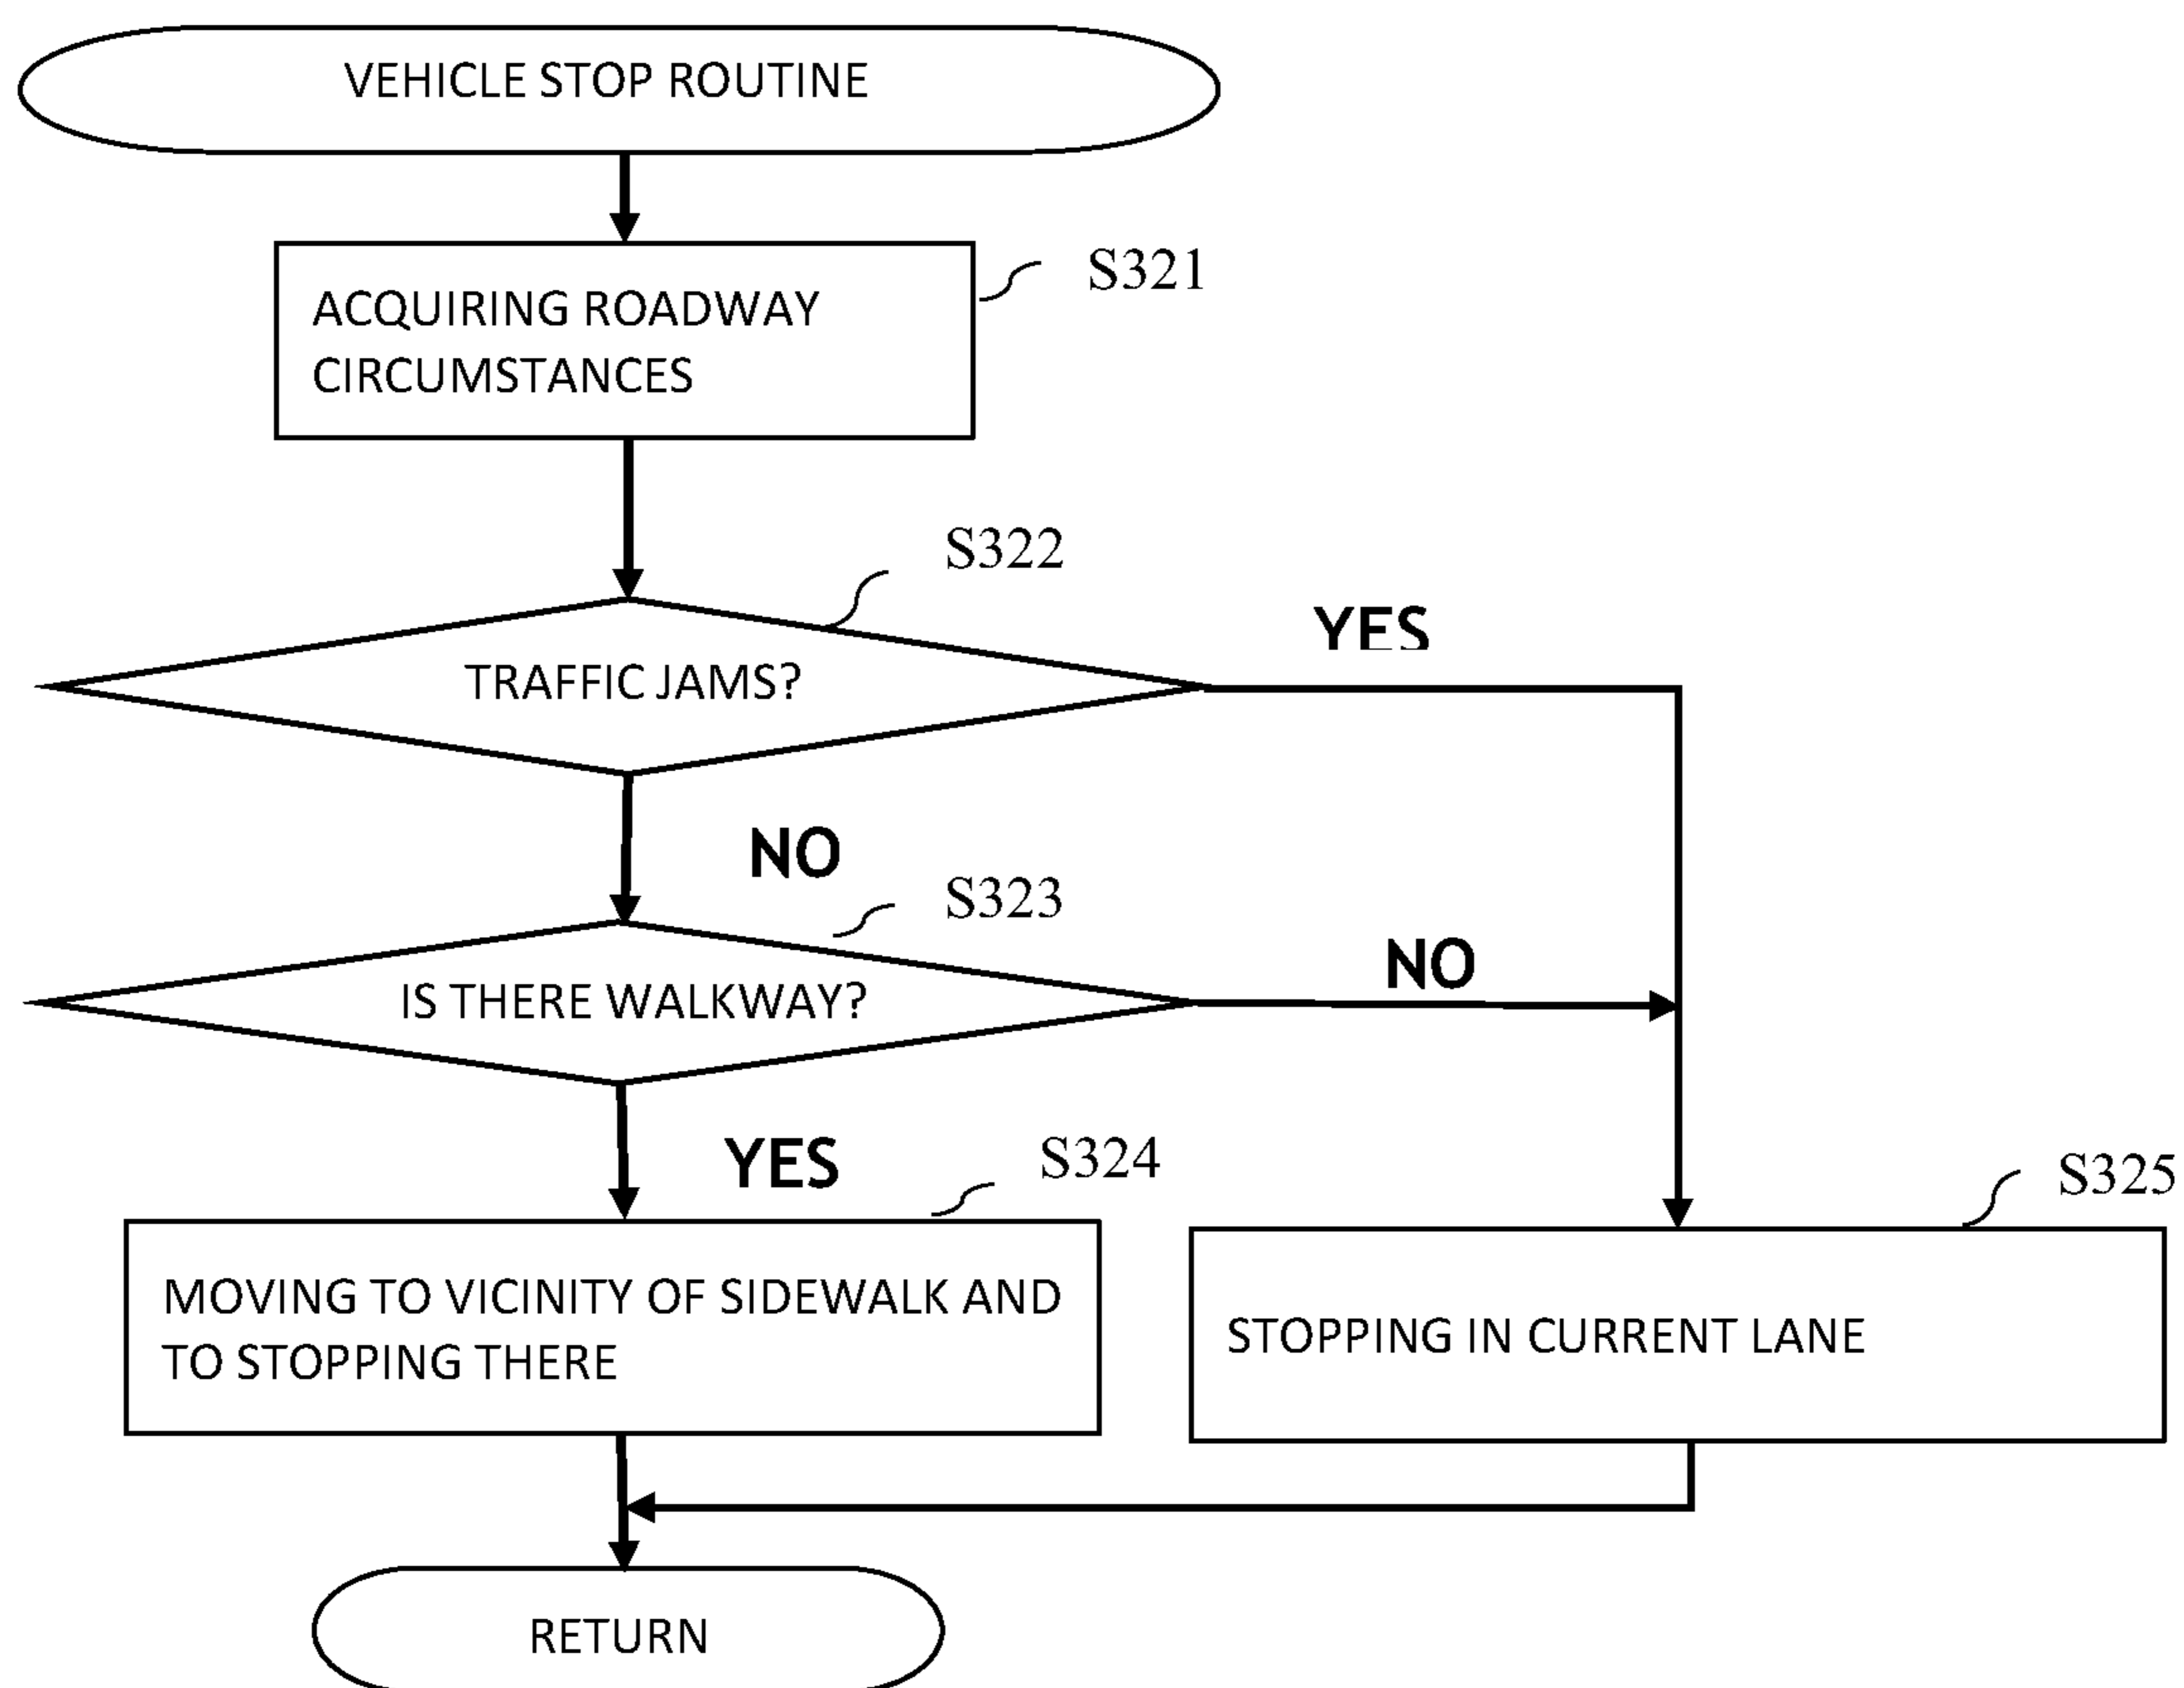 VEHICLE STOP ROUTINE
S321
ACQUIRING ROADWAY
CIRCUMSTANCES
S322
YES
TRAFFIC JAMS?
NO
S323
NO
IS THERE WALKWAY?
YES
S324
S325
MOVING TO VICINITY OF SIDEWALK AND
TO STOPPING THERE
STOPPING IN CURRENT LANE
RETURN